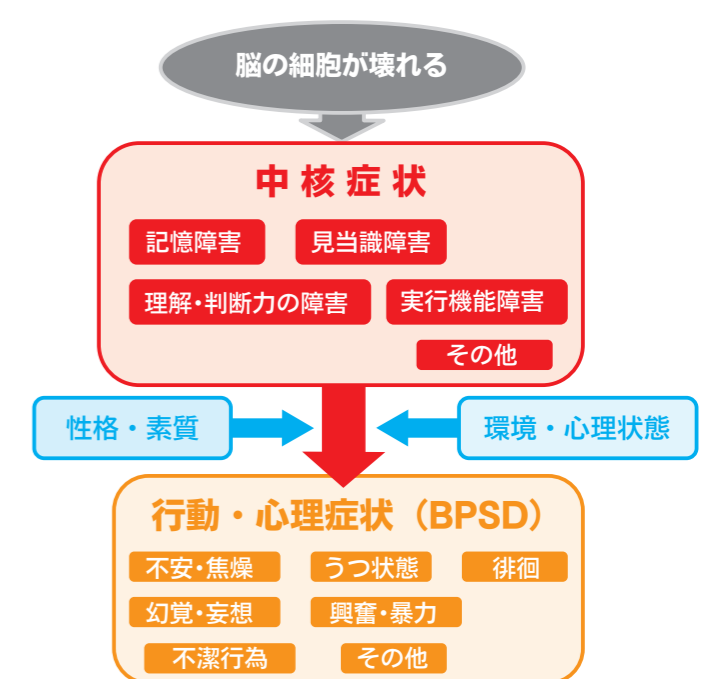 脳の細胞が壊れる
中核症状
記憶障害 見当識障害
理解・判断力の障害 実行機能障害
その他
性格・素質 環境・心理状態
行動・心理症状（BPSD）
不安・焦燥 うつ状態 徘徊
幻覚・妄想 興奮・暴力
不潔行為 その他